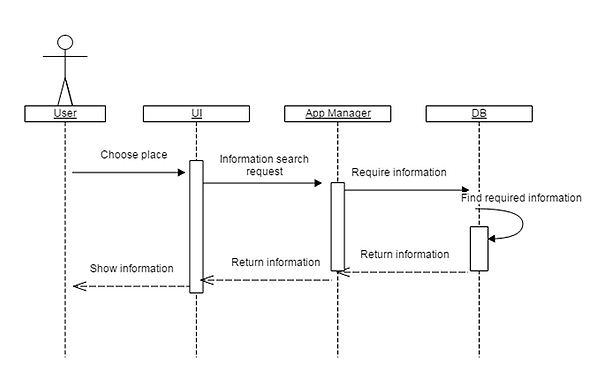 User
UI
App Manager
DB
Choose place
Information search
request
Require information
Find required information
Return information
Return information
Show information